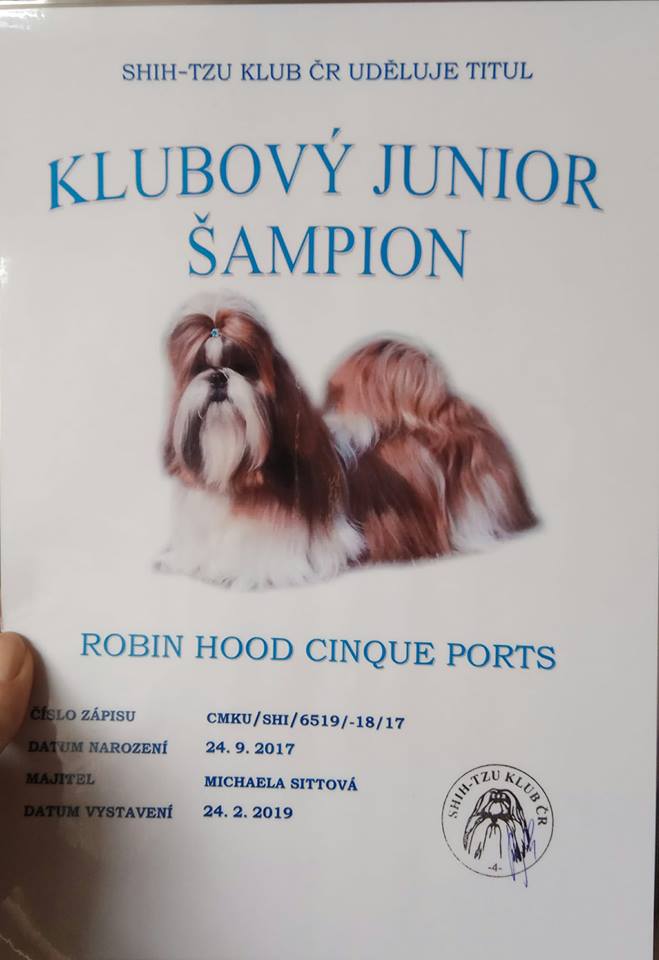 SHIH-TZU KLUB ČR UDĚLUJE TITUL
KLUBOVÝ JUNIOR
ŠAMPION
ROBIN HOOD CINQUE PORTS
ČÍSLO ZÁPISU CMKU/SHI/6519/-18/17
DATUM NAROZENÍ 24. 9. 2017
MAJITEL MICHAELA SITTOVÁ
DATUM VYSTAVENÍ 24. 2. 2019
SHIH-TZU KLUB ČR
-4-